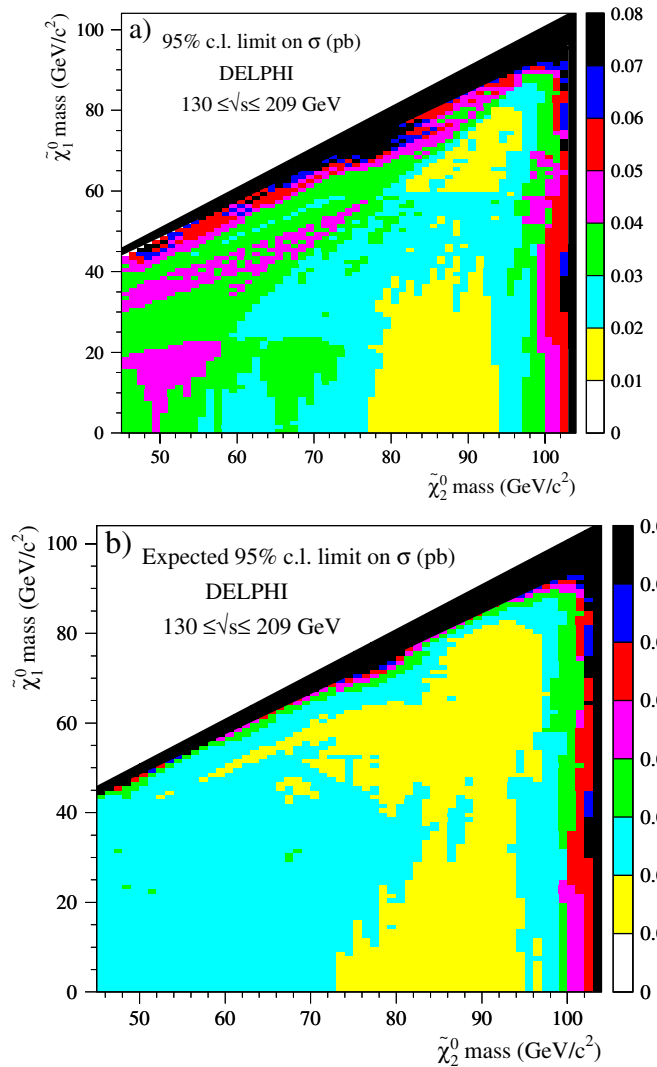 a)
95% c.l. limit on σ (pb)
DELPHI
130 ≤√s≤ 209 GeV
χ̃⁰₁ mass (GeV/c²)
100
80
60
40
20
0
50 60 70 80 90 100
χ̃⁰₂ mass (GeV/c²)
0.08
0.07
0.06
0.05
0.04
0.03
0.02
0.01
0
b)
Expected 95% c.l. limit on σ (pb)
DELPHI
130 ≤√s≤ 209 GeV
χ̃⁰₁ mass (GeV/c²)
100
80
60
40
20
0
50 60 70 80 90 100
χ̃⁰₂ mass (GeV/c²)
0